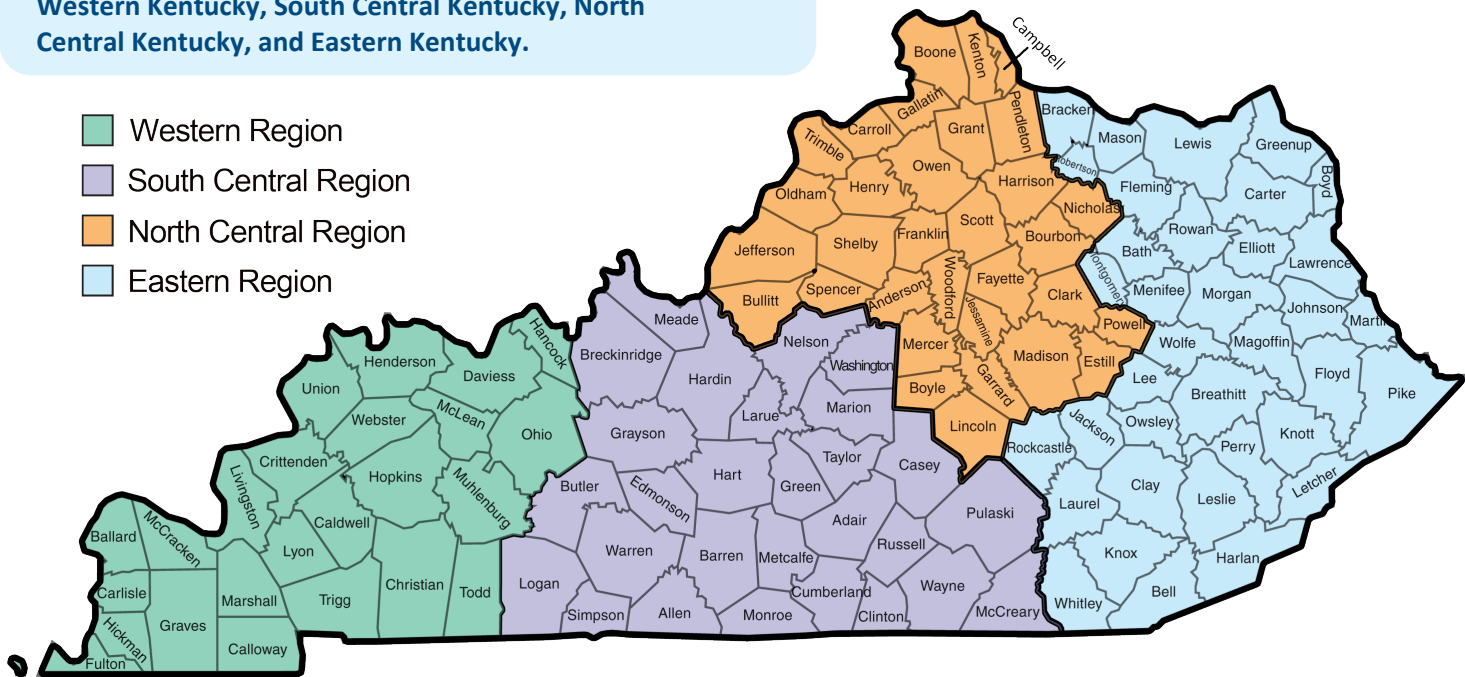 Western Kentucky, South Central Kentucky, North
Central Kentucky, and Eastern Kentucky.
Western Region
South Central Region
North Central Region
Eastern Region
Boone
Kenton
Campbell
Gallatin
Pendleton
Carroll
Grant
Trimble
Owen
Henry
Harrison
Oldham
Nicholas
Scott
Jefferson
Shelby
Franklin
Bourbon
Woodford
Fayette
Spencer
Anderson
Clark
Bullitt
Jessamine
Powell
Mercer
Madison
Estill
Boyle
Garrard
Lincoln
Bracken
Mason
Lewis
Greenup
Robertson
Fleming
Carter
Boyd
Rowan
Bath
Elliott
Lawrence
Montgomery
Menifee
Morgan
Johnson
Martin
Wolfe
Magoffin
Lee
Floyd
Breathitt
Pike
Jackson
Owsley
Knott
Perry
Rockcastle
Letcher
Clay
Leslie
Laurel
Knox
Harlan
Bell
Whitley
Meade
Breckinridge
Nelson
Washington
Hardin
Larue
Marion
Grayson
Taylor
Casey
Hart
Green
Butler
Edmonson
Adair
Pulaski
Warren
Barren
Metcalfe
Russell
Logan
Cumberland
Wayne
Simpson
Allen
Monroe
Clinton
McCreary
Hancock
Henderson
Daviess
Union
McLean
Webster
Ohio
Crittenden
Hopkins
Livingston
Muhlenburg
Caldwell
McCracken
Ballard
Lyon
Carlisle
Marshall
Trigg
Christian
Todd
Graves
Hickman
Calloway
Fulton